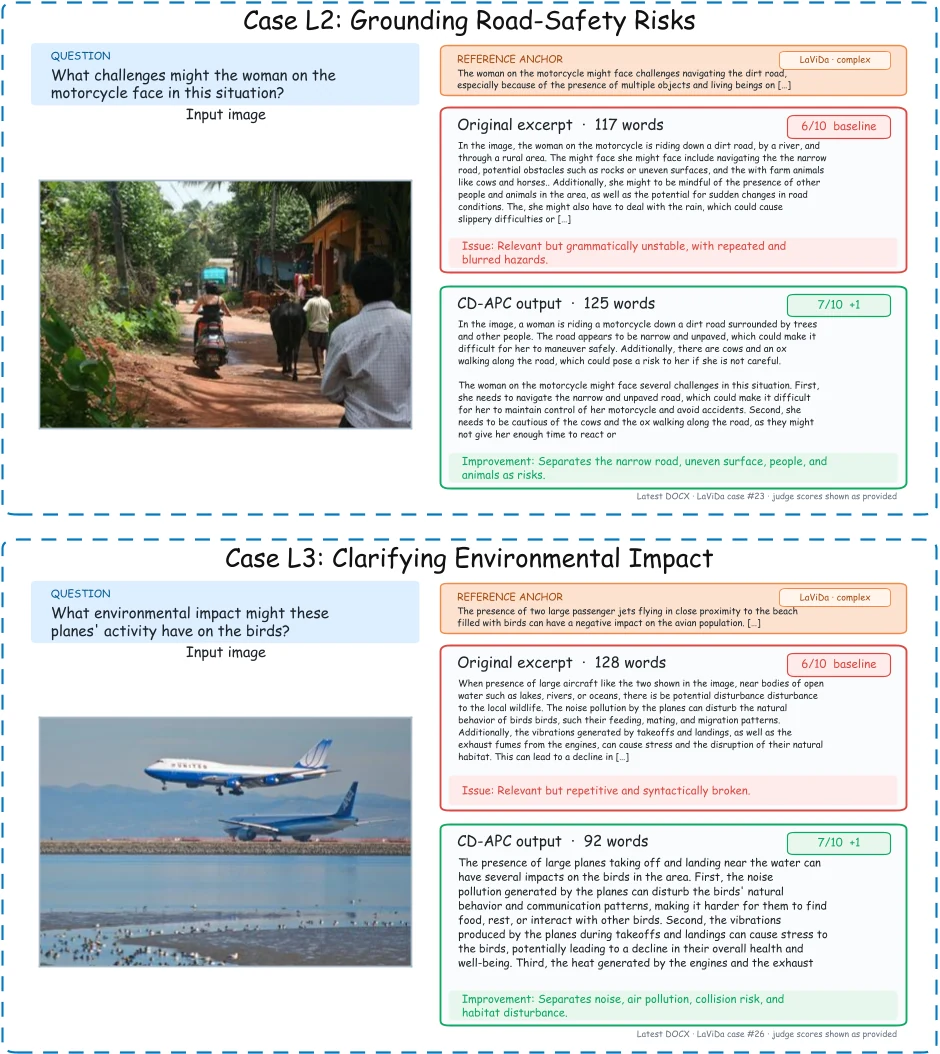 Case L2: Grounding Road-Safety Risks
QUESTION
What challenges might the woman on the
motorcycle face in this situation?
Input image
REFERENCE ANCHOR
LaViDa · complex
The woman on the motorcycle might face challenges navigating the dirt road,
especially because of the presence of multiple objects and living beings on [...]
Original excerpt · 117 words
6/10 baseline
In the image, the woman on the motorcycle is riding down a dirt road, by a river, and
through a rural area. The might face she might face include navigating the the narrow
road, potential obstacles such as rocks or uneven surfaces, and the with farm animals
like cows and horses.. Additionally, she might to be mindful of the presence of other
people and animals in the area, as well as the potential for sudden changes in road
conditions. The, she might also have to deal with the rain, which could cause
slippery difficulties or [...]
Issue: Relevant but grammatically unstable, with repeated and
blurred hazards.
CD-APC output · 125 words
7/10 +1
In the image, a woman is riding a motorcycle down a dirt road surrounded by trees
and other people. The road appears to be narrow and unpaved, which could make it
difficult for her to maneuver safely. Additionally, there are cows and an ox
walking along the road, which could pose a risk to her if she is not careful.
The woman on the motorcycle might face several challenges in this situation. First,
she needs to navigate the narrow and unpaved road, which could make it difficult
for her to maintain control of her motorcycle and avoid accidents. Second, she
needs to be cautious of the cows and the ox walking along the road, as they might
not give her enough time to react or
Improvement: Separates the narrow road, uneven surface, people, and
animals as risks.
Latest DOCX · LaViDa case #23 · judge scores shown as provided
Case L3: Clarifying Environmental Impact
QUESTION
What environmental impact might these
planes' activity have on the birds?
Input image
UNITED
REFERENCE ANCHOR
LaViDa · complex
The presence of two large passenger jets flying in close proximity to the beach
filled with birds can have a negative impact on the avian population. [...]
Original excerpt · 128 words
6/10 baseline
When presence of large aircraft like the two shown in the image, near bodies of open
water such as lakes, rivers, or oceans, there is be potential disturbance disturbance
to the local wildlife. The noise pollution by the planes can disturb the natural
behavior of birds birds, such their feeding, mating, and migration patterns.
Additionally, the vibrations generated by takeoffs and landings, as well as the
exhaust fumes from the engines, can cause stress and the disruption of their natural
habitat. This can lead to a decline in [...]
Issue: Relevant but repetitive and syntactically broken.
CD-APC output · 92 words
7/10 +1
The presence of large planes taking off and landing near the water can
have several impacts on the birds in the area. First, the noise
pollution generated by the planes can disturb the birds' natural
behavior and communication patterns, making it harder for them to find
food, rest, or interact with other birds. Second, the vibrations
produced by the planes during takeoffs and landings can cause stress to
the birds, potentially leading to a decline in their overall health and
well-being. Third, the heat generated by the engines and the exhaust
Improvement: Separates noise, air pollution, collision risk, and
habitat disturbance.
Latest DOCX · LaViDa case #26 · judge scores shown as provided